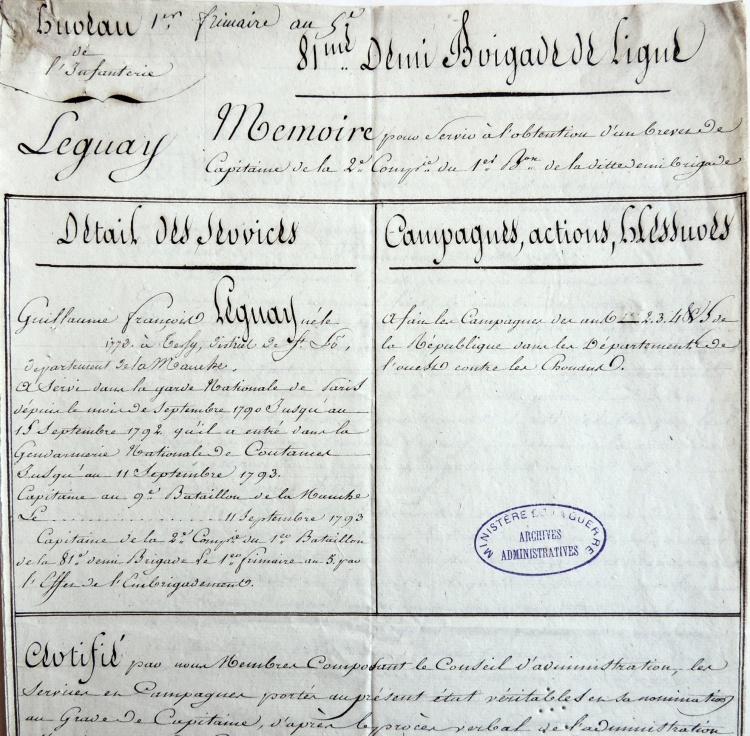 Bureau 1er frimaire an 5e
de
l'Infanterie
81me Demi Brigade de Ligne
Leguay
Memoire pour Servir à l'obtention d'un brevet de
Capitaine de la 2e Compie du 1er Bon de la ditte demi brigade
Détail des Services
Guillaume François Leguay né le
à Tessy, district de St Lô,
département de la Manche.
A Servi dans la garde Nationale de Paris
depuis le mois de Septembre 1790 Jusqu'au
15 Septembre 1792 qu'il a entré dans la
Gendarmerie Nationale de Coutances
Jusqu'au 11 Septembre 1793.
Capitaine au 9e Bataillon de la Manche
Le .................... 11 Septembre 1793
Capitaine de la 2e Compie du 1er Bataillon
de la 81e demi Brigade Le 1er frimaire an 5. par
l'Effet de l'Embrigadement.
Campagnes, actions, blessures
A fait les Campagnes des ans 1er 2. 3. 4 & 5 de
la République dans les Départements de
l'ouest contre les Chouans.
MINISTÈRE DE LA GUERRE
ARCHIVES
ADMINISTRATIVES
Certifié par nous Membres Composant le Conseil d'administration, les
Services en Campagnes portés au présent état véritables en sa nomination
au Grade de Capitaine, d'après le procès verbal de l'administration